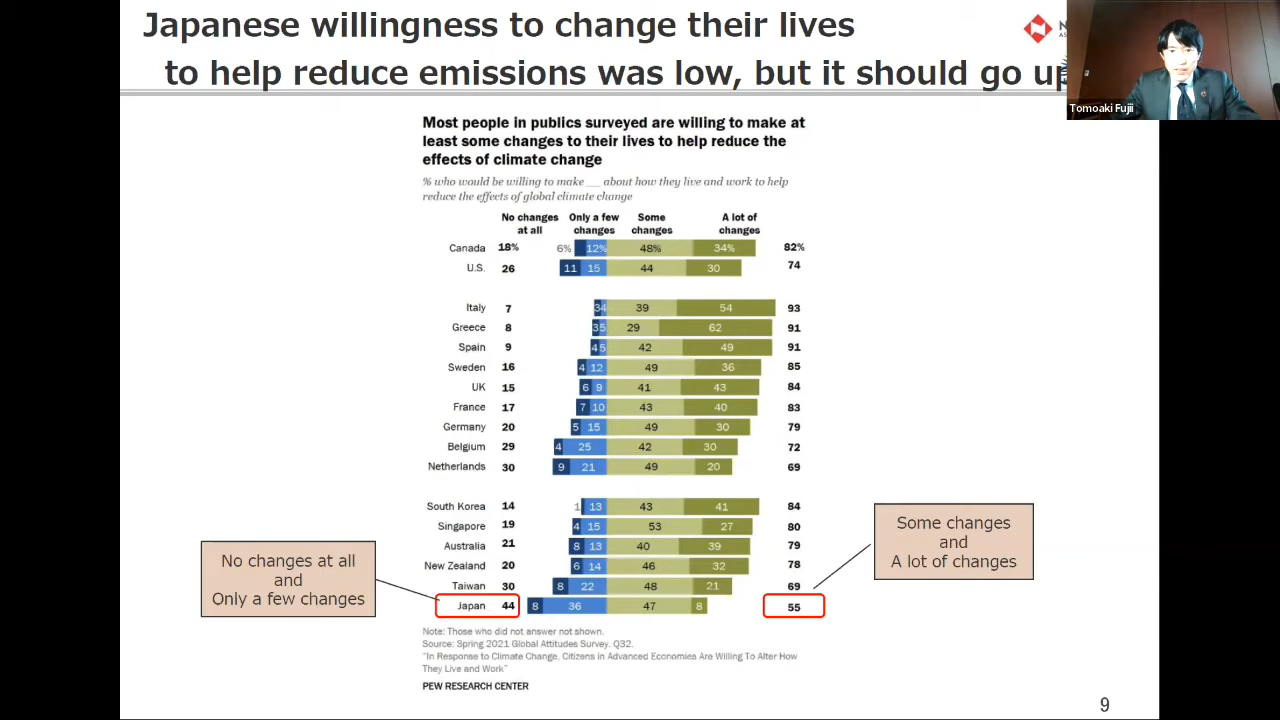 Japanese willingness to change their lives
to help reduce emissions was low, but it should go up
Tomoaki Fujii
Most people in publics surveyed are willing to make at
least some changes to their lives to help reduce the
effects of climate change
% who would be willing to make __ about how they live and work to help
reduce the effects of global climate change
No changes at all Only a few changes Some changes A lot of changes
Canada 18% 6% 12% 48% 34% 82%
U.S. 26 11 15 44 30 74
Italy 7 3 4 39 54 93
Greece 8 3 5 29 62 91
Spain 9 4 5 42 49 91
Sweden 16 4 12 49 36 85
UK 15 6 9 41 43 84
France 17 7 10 43 40 83
Germany 20 5 15 49 30 79
Belgium 29 4 25 42 30 72
Netherlands 30 9 21 49 20 69
South Korea 14 1 13 43 41 84
Singapore 19 4 15 53 27 80
Australia 21 8 13 40 39 79
New Zealand 20 6 14 46 32 78
Taiwan 30 8 22 48 21 69
Japan 44 8 36 47 8 55
No changes at all
and
Only a few changes
Some changes
and
A lot of changes
Note: Those who did not answer not shown.
Source: Spring 2021 Global Attitudes Survey. Q32.
"In Response to Climate Change, Citizens in Advanced Economies Are Willing To Alter How
They Live and Work"
PEW RESEARCH CENTER
9